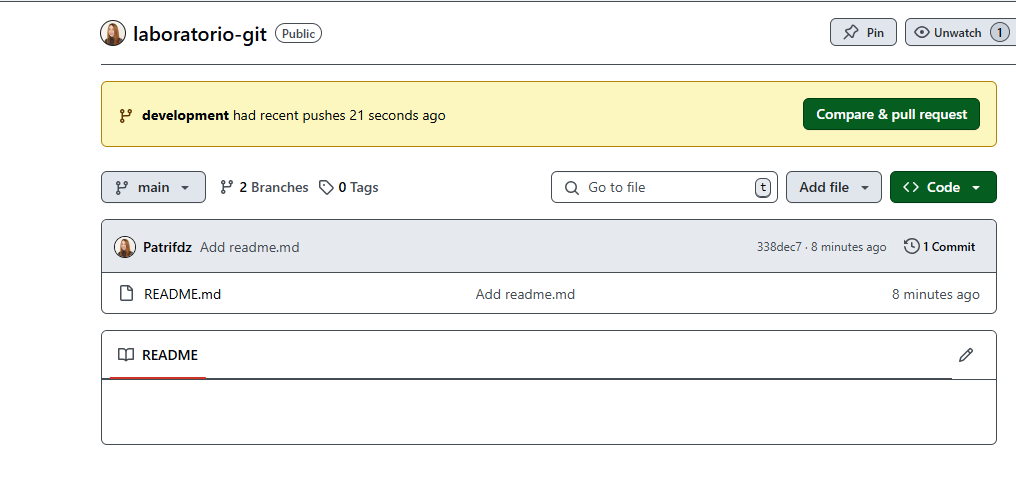 laboratorio-git Public Pin Unwatch 1
development had recent pushes 21 seconds ago Compare & pull request
main 2 Branches 0 Tags Go to file t Add file Code
Patrifdz Add readme.md 338dec7 · 8 minutes ago 1 Commit
README.md Add readme.md 8 minutes ago
README